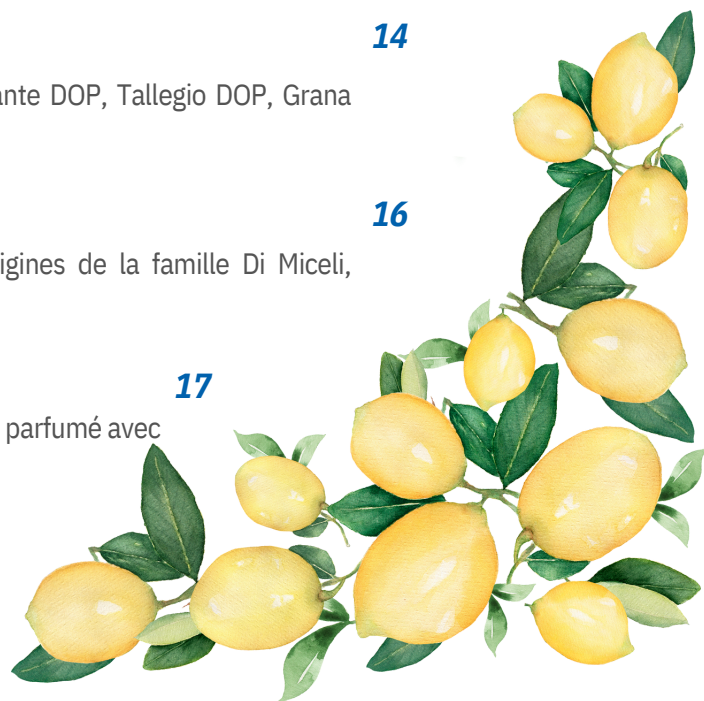 14
ante DOP, Tallegio DOP, Grana
16
igines de la famille Di Miceli,
17
parfumé avec